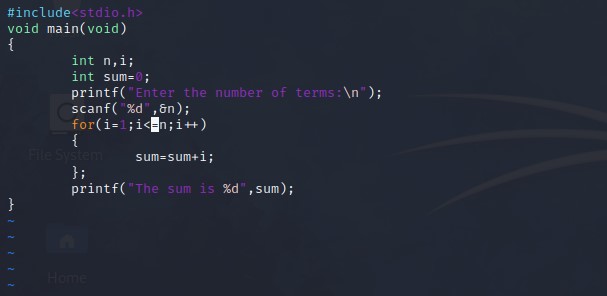 #include<stdio.h>
void main(void)
{
        int n,i;
        int sum=0;
        printf("Enter the number of terms:\n");
        scanf("%d",&n);
        for(i=1;i<=n;i++)
        {
                sum=sum+i;
        };
        printf("The sum is %d",sum);
}
~
~
~
~
~
File System
Home